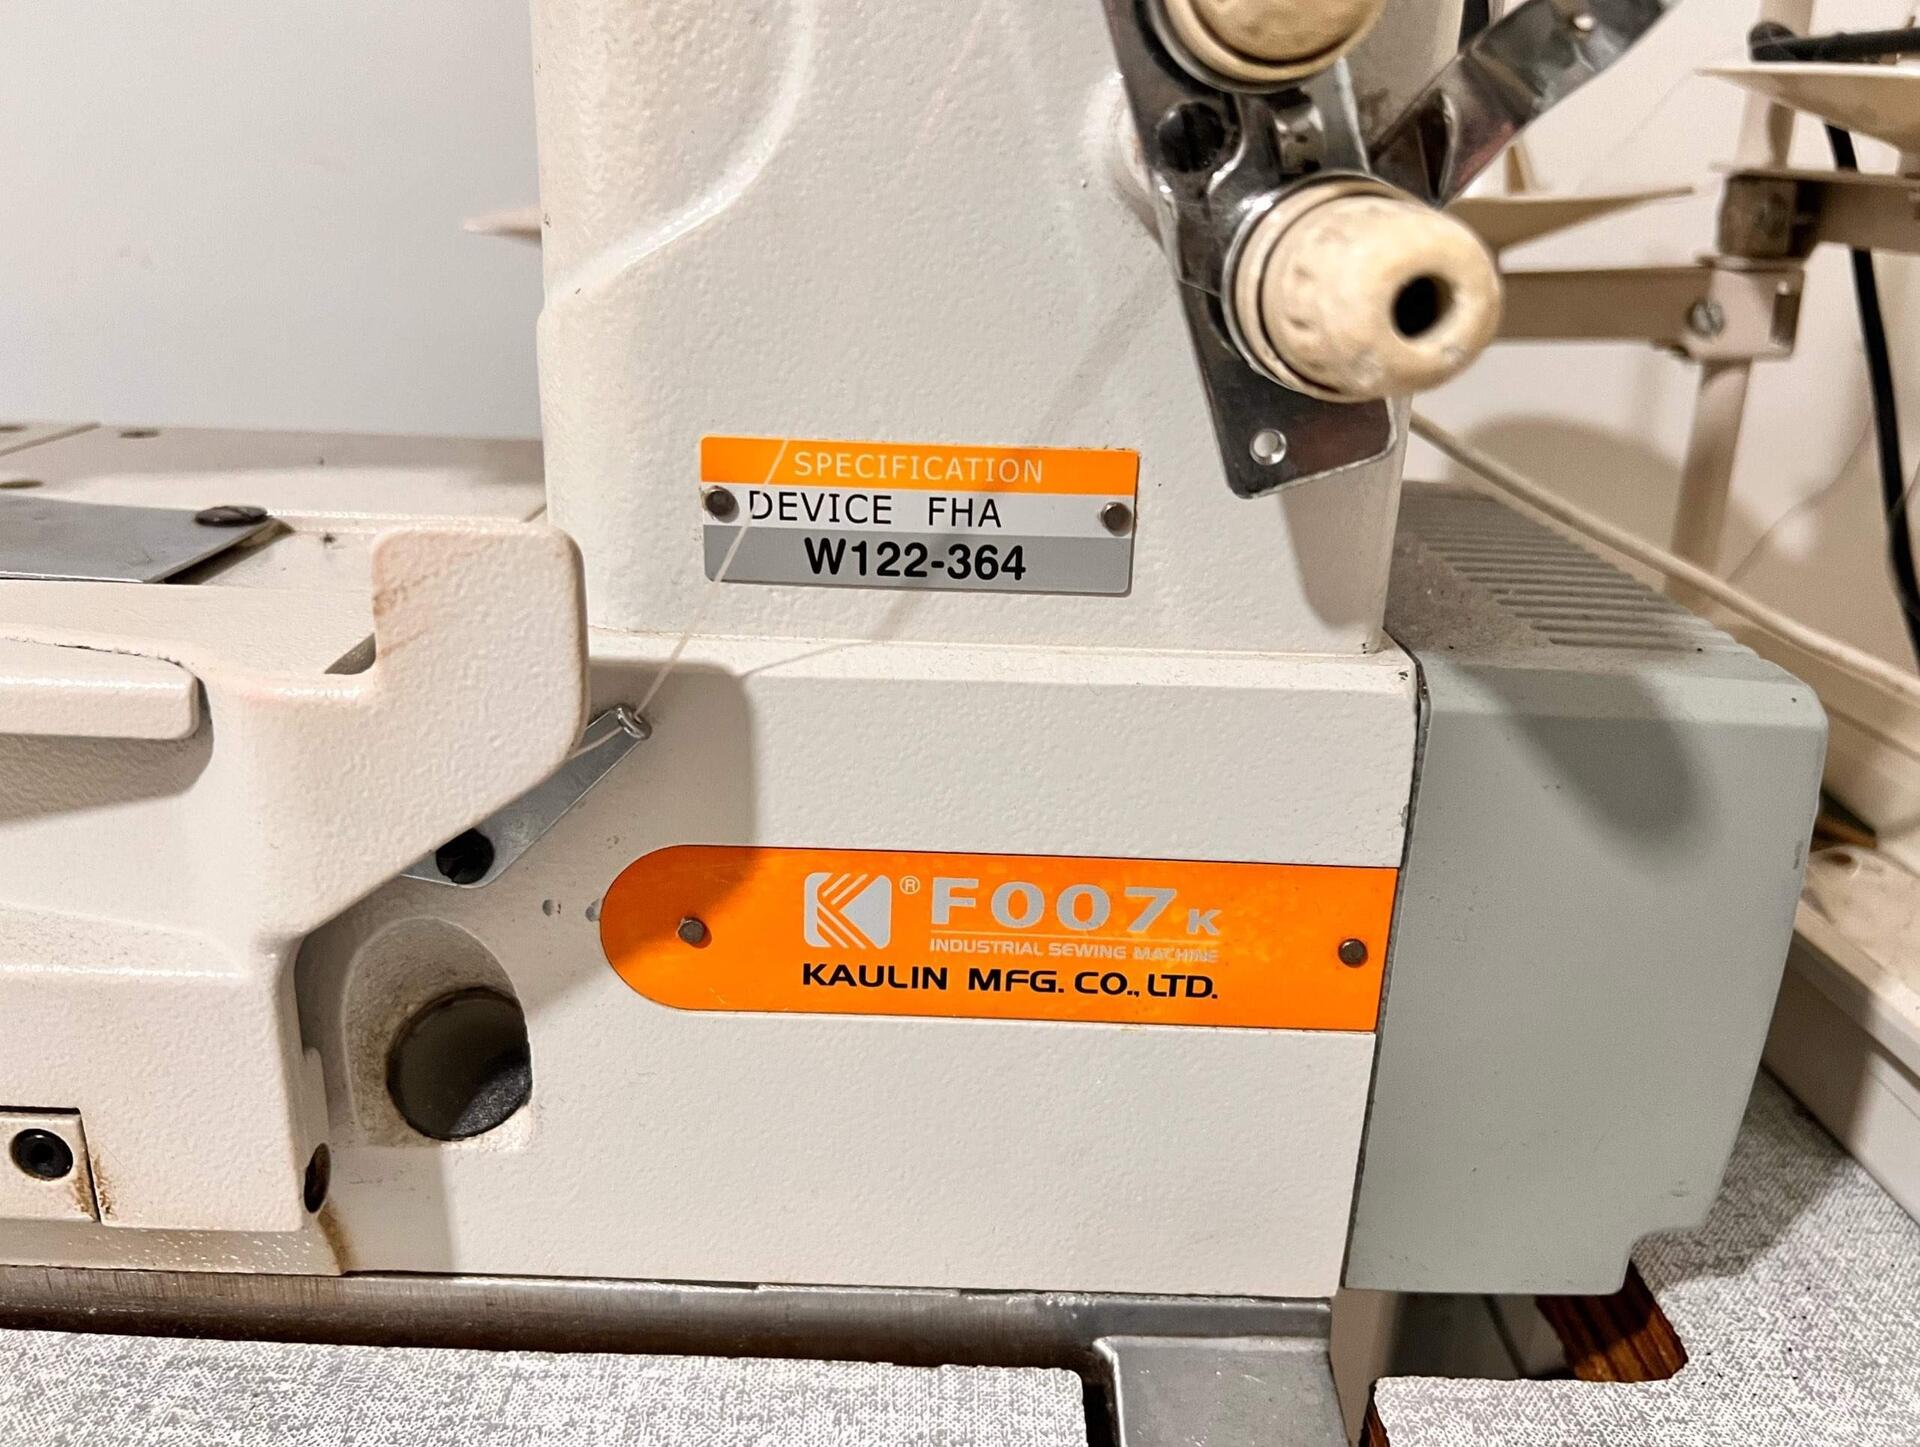 SPECIFICATION
DEVICE FHA
W122-364
® F007K
INDUSTRIAL SEWING MACHINE
KAULIN MFG. CO., LTD.